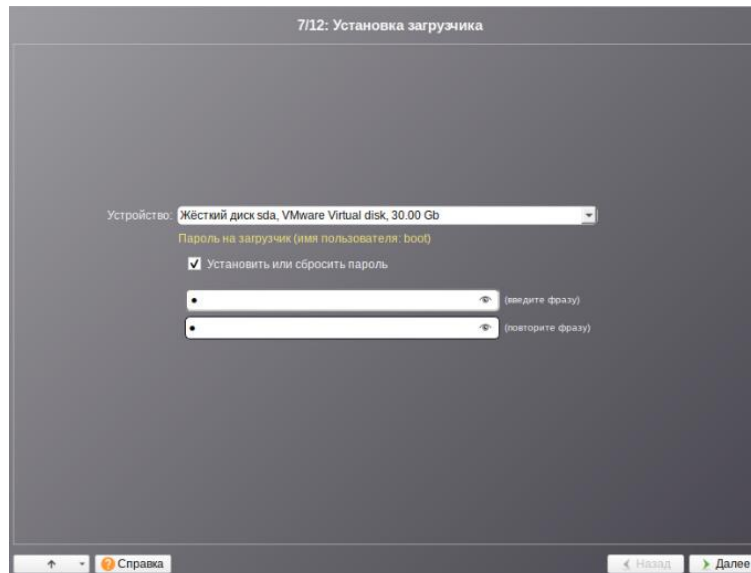 7/12: Установка загрузчика
Устройство: Жёсткий диск sda, VMware Virtual disk, 30.00 Gb
Пароль на загрузчик (имя пользователя: boot)
Установить или сбросить пароль
(введите фразу)
(повторите фразу)
Справка Назад Далее